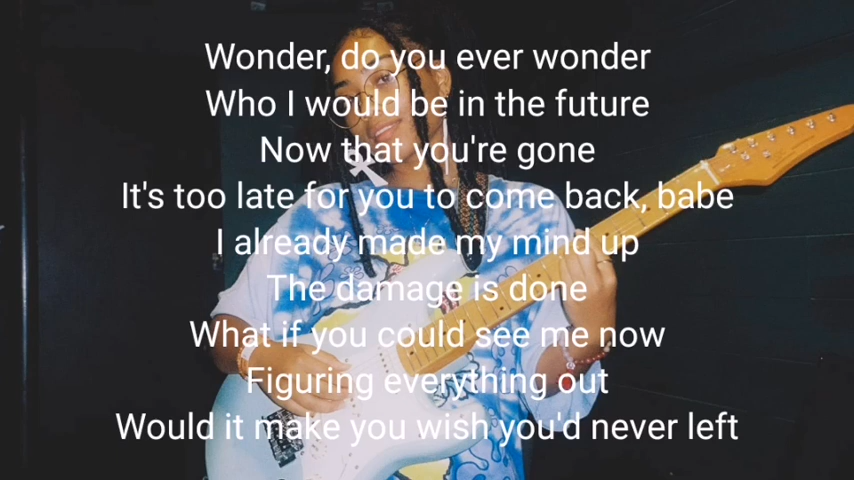 Wonder, do you ever wonder
Who I would be in the future
Now that you're gone
It's too late for you to come back, babe
I already made my mind up
The damage is done
What if you could see me now
Figuring everything out
Would it make you wish you'd never left